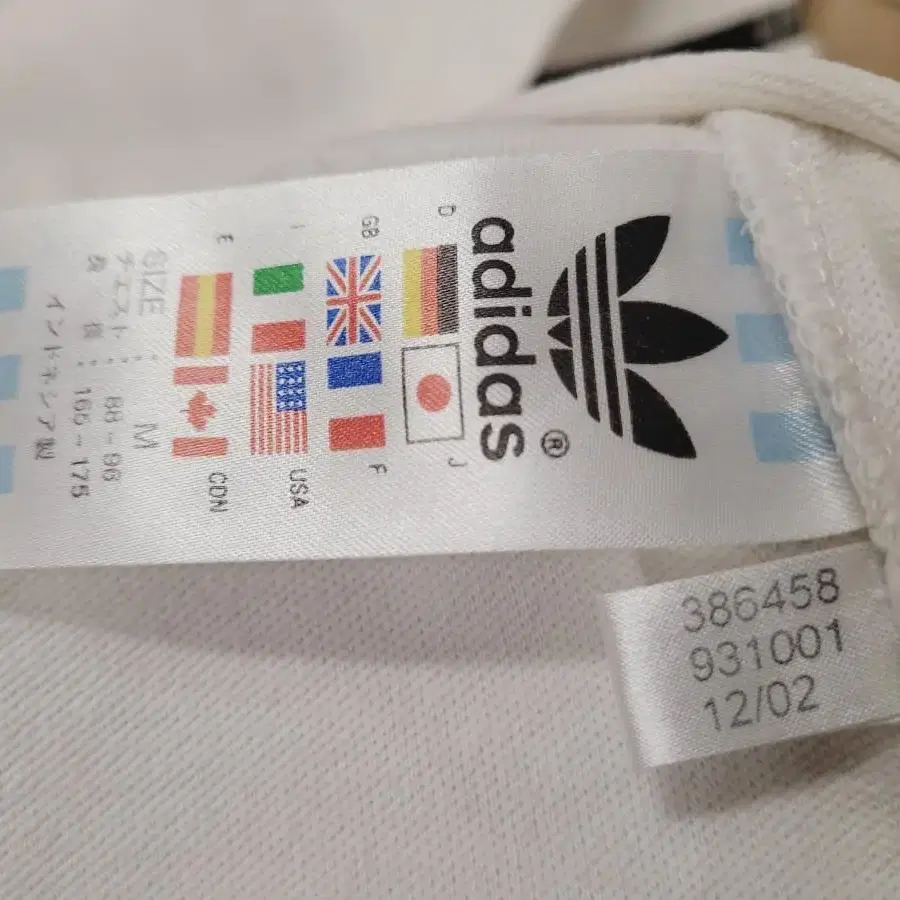 adidas®
D
J
GB
F
I
USA
E
CDN
SIZE : M
チェスト : 88~96
身 長 : 165~175
インドネシア製
386458
931001
12/02